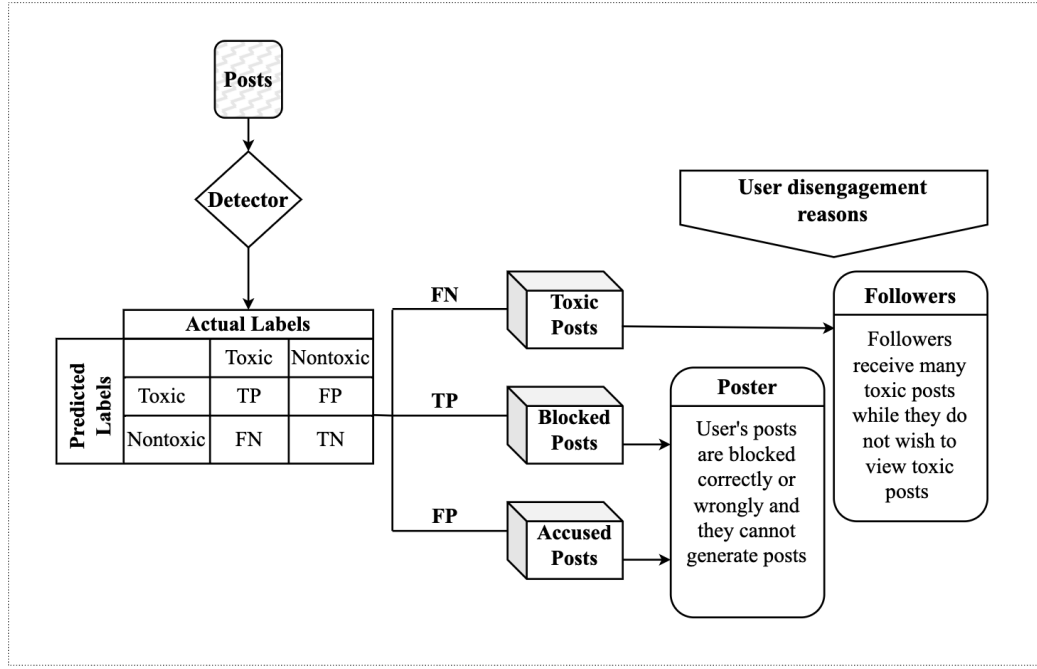 Posts
Detector
User disengagement
reasons
Actual Labels
Predicted
Labels
Toxic Nontoxic
Toxic TP FP
Nontoxic FN TN
FN
Toxic
Posts
TP
Blocked
Posts
FP
Accused
Posts
Poster
User's posts
are blocked
correctly or
wrongly and
they cannot
generate posts
Followers
Followers
receive many
toxic posts
while they do
not wish to
view toxic
posts